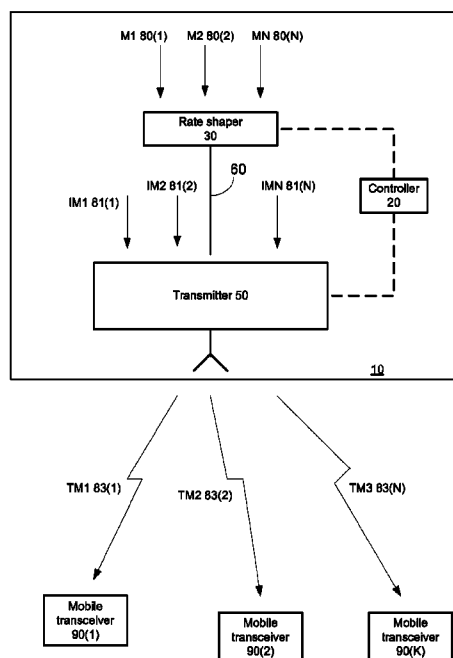 M1 80(1) M2 80(2) MN 80(N)
Rate shaper
30
60
Controller
20
IM1 81(1) IM2 81(2) IMN 81(N)
Transmitter 50
10
TM1 83(1) TM2 83(2) TM3 83(N)
Mobile
transceiver
90(1)
Mobile
transceiver
90(2)
Mobile
transceiver
90(K)